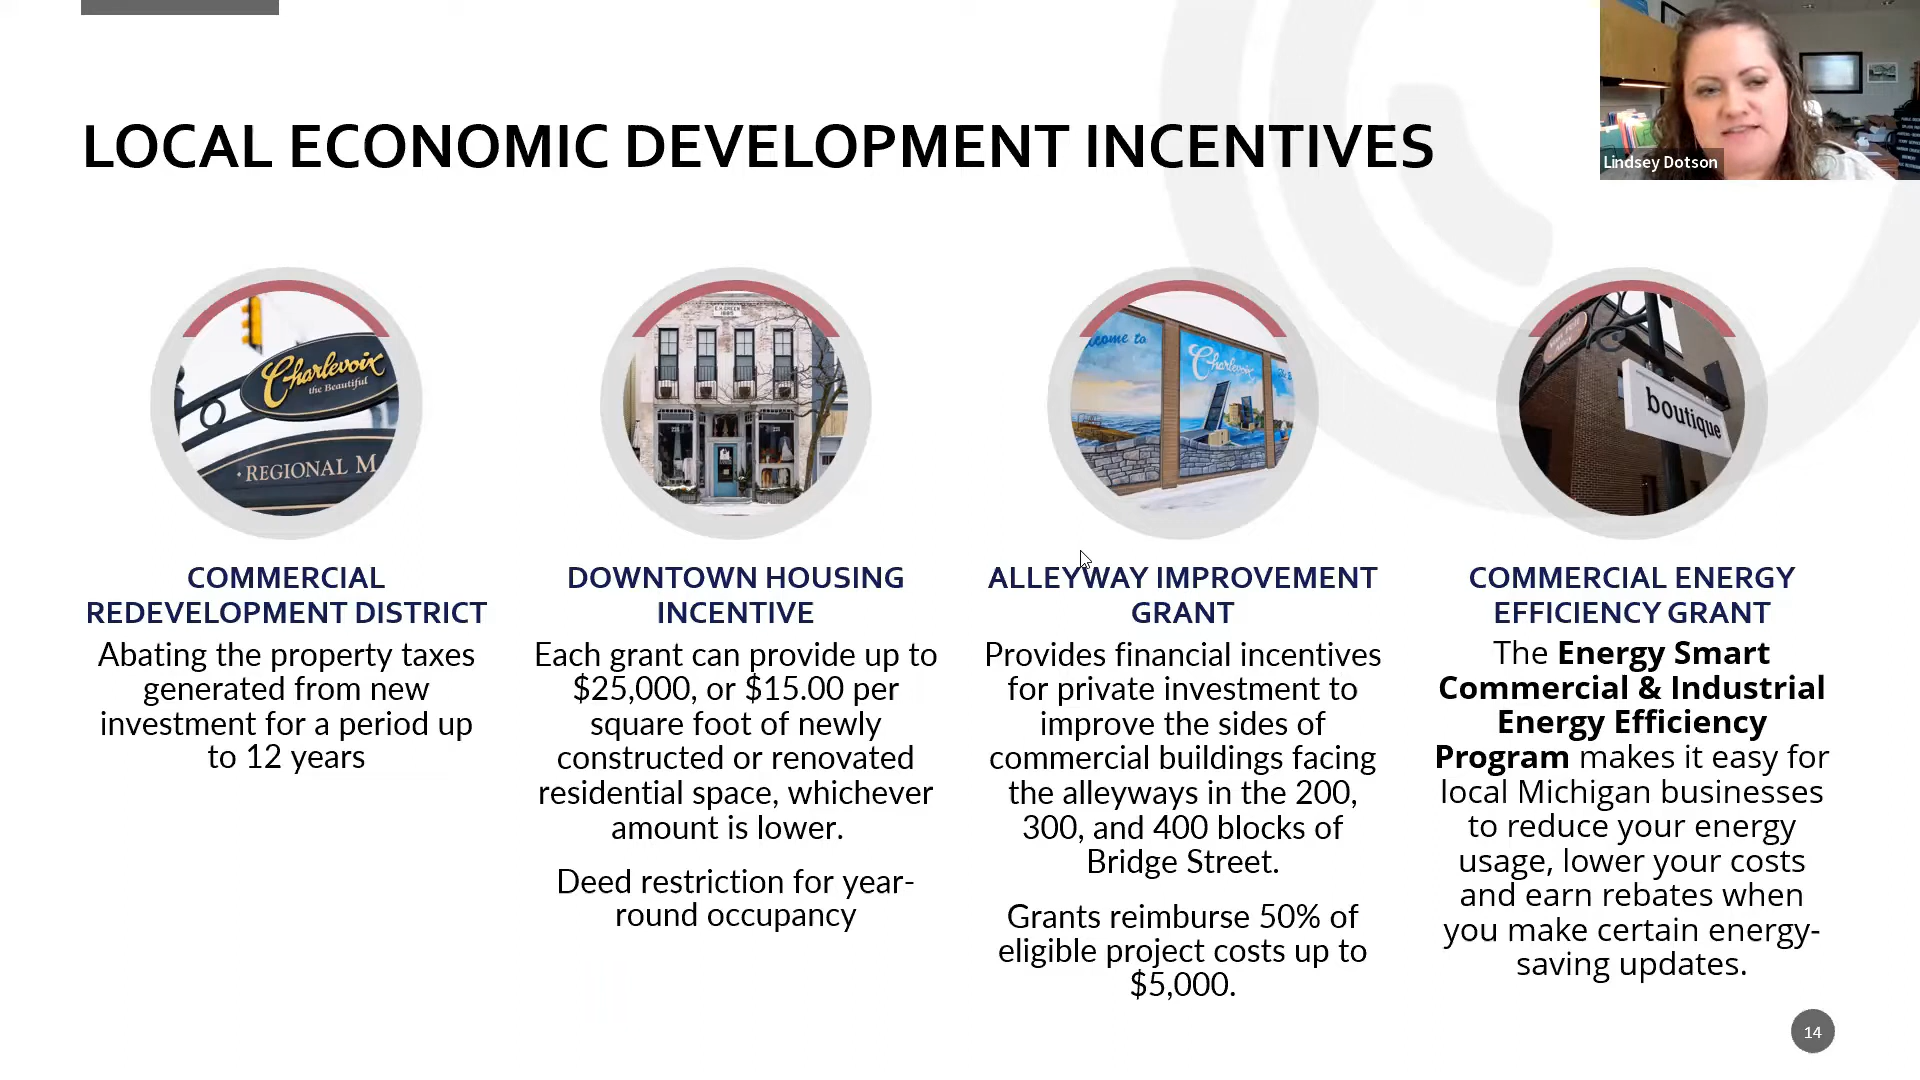 LOCAL ECONOMIC DEVELOPMENT INCENTIVES
Lindsey Dotson
Charlevoix
the Beautiful
REGIONAL M
come to
Charlevoix
boutique
COMMERCIAL
REDEVELOPMENT DISTRICT
Abating the property taxes
generated from new
investment for a period up
to 12 years
DOWNTOWN HOUSING
INCENTIVE
Each grant can provide up to
$25,000, or $15.00 per
square foot of newly
constructed or renovated
residential space, whichever
amount is lower.
Deed restriction for year-
round occupancy
ALLEYWAY IMPROVEMENT
GRANT
Provides financial incentives
for private investment to
improve the sides of
commercial buildings facing
the alleyways in the 200,
300, and 400 blocks of
Bridge Street.
Grants reimburse 50% of
eligible project costs up to
$5,000.
COMMERCIAL ENERGY
EFFICIENCY GRANT
The Energy Smart
Commercial & Industrial
Energy Efficiency
Program makes it easy for
local Michigan businesses
to reduce your energy
usage, lower your costs
and earn rebates when
you make certain energy-
saving updates.
14